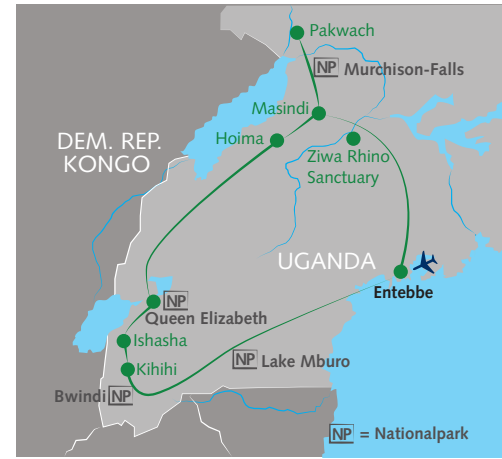 Pakwach
NP Murchison-Falls
Masindi
DEM. REP.
KONGO
Hoima
Ziwa Rhino
Sanctuary
UGANDA
Entebbe
NP
Queen Elizabeth
Ishasha
NP Lake Mburo
Kihihi
Bwindi NP
NP = Nationalpark